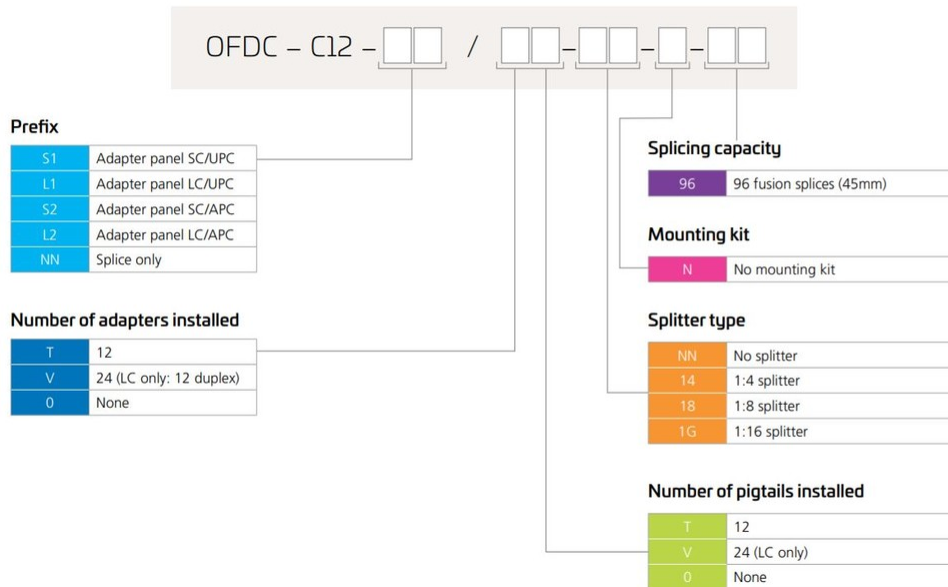 OFDC – C12 – / – – –
Prefix
S1 Adapter panel SC/UPC
L1 Adapter panel LC/UPC
S2 Adapter panel SC/APC
L2 Adapter panel LC/APC
NN Splice only
Number of adapters installed
T 12
V 24 (LC only: 12 duplex)
0 None
Splicing capacity
96 96 fusion splices (45mm)
Mounting kit
N No mounting kit
Splitter type
NN No splitter
14 1:4 splitter
18 1:8 splitter
1G 1:16 splitter
Number of pigtails installed
T 12
V 24 (LC only)
0 None